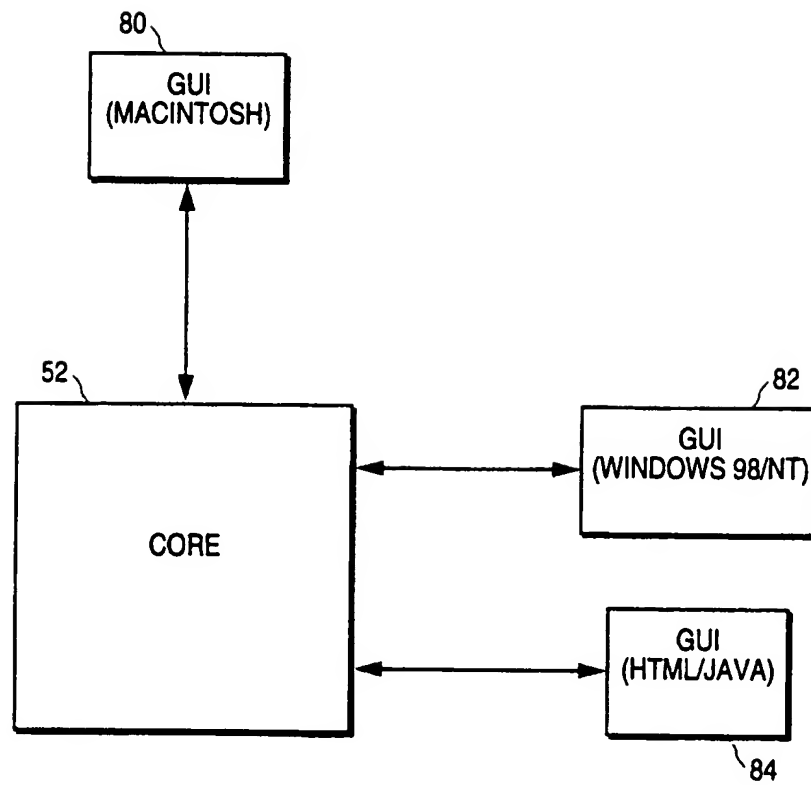 80
GUI
(MACINTOSH)
52
CORE
82
GUI
(WINDOWS 98/NT)
GUI
(HTML/JAVA)
84